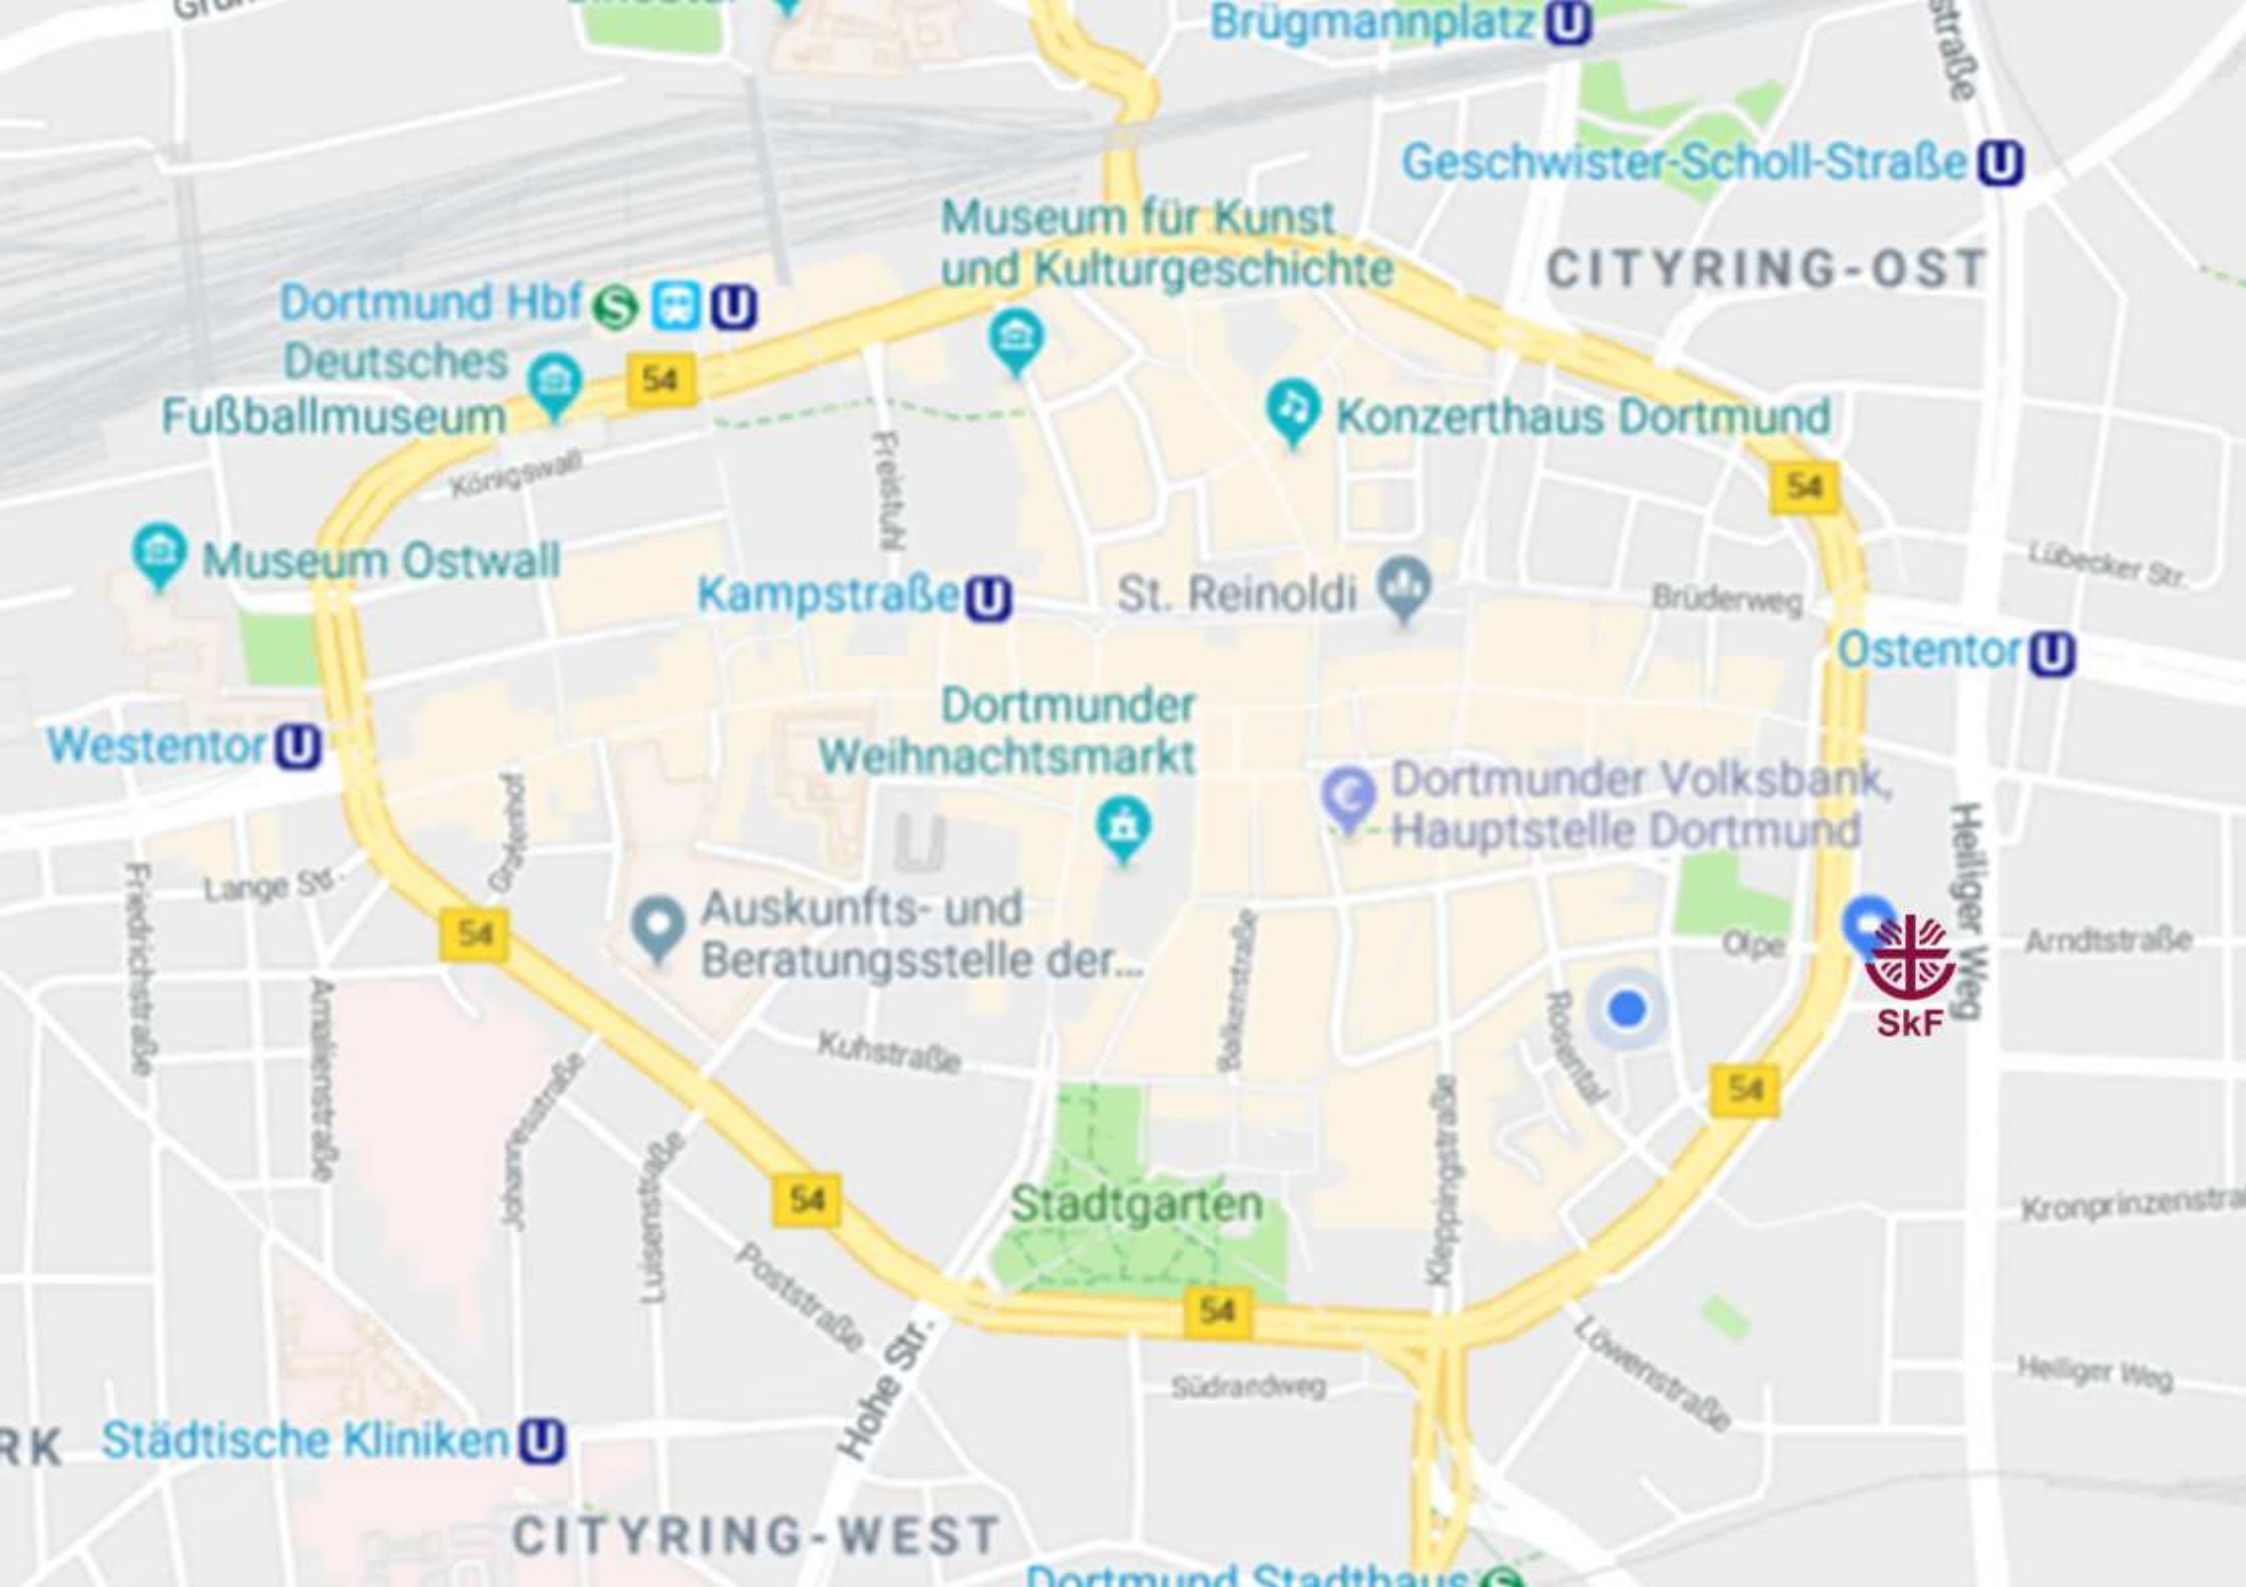 Brügmannplatz U
straße
Geschwister-Scholl-Straße U
Museum für Kunst
und Kulturgeschichte
CITYRING-OST
Dortmund Hbf S U
Deutsches
Fußballmuseum
54
Konzerthaus Dortmund
54
Königswall
Freistuhl
Museum Ostwall
Lübecker Str.
Kampstraße U
St. Reinoldi
Brüderweg
Ostentor U
Westentor U
Dortmunder
Weihnachtsmarkt
Dortmunder Volksbank,
Hauptstelle Dortmund
Grafenhof
Heiliger Weg
Lange Str.
Friedrichstraße
54
Auskunfts- und
Beratungsstelle der...
Balkenstraße
Olpe
Arndtstraße
SkF
Amalienstraße
Rosental
Kuhstraße
54
Johannesstraße
Luisenstraße
Kleppingstraße
54
Stadtgarten
Kronprinzenstra
Poststraße
54
Hohe Str.
Südrandweg
Löwenstraße
Heiliger Weg
RK
Städtische Kliniken U
CITYRING-WEST
Dortmund Stadthaus S